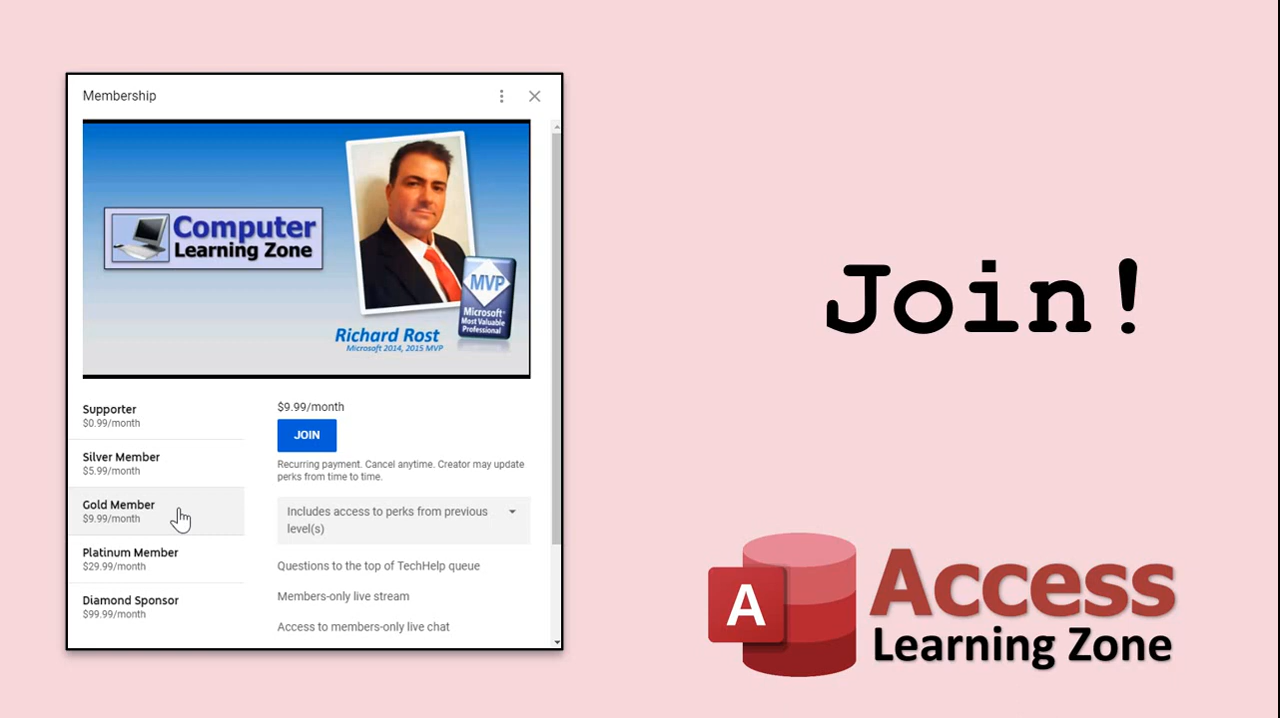 Membership
Computer
Learning Zone
MVP
Microsoft®
Most Valuable
Professional
Richard Rost
Microsoft 2014, 2015 MVP
Supporter
$0.99/month
Silver Member
$5.99/month
Gold Member
$9.99/month
Platinum Member
$29.99/month
Diamond Sponsor
$99.99/month
$9.99/month
JOIN
Recurring payment. Cancel anytime. Creator may update
perks from time to time.
Includes access to perks from previous
level(s)
Questions to the top of TechHelp queue
Members-only live stream
Access to members-only live chat
Join!
A
Access
Learning Zone